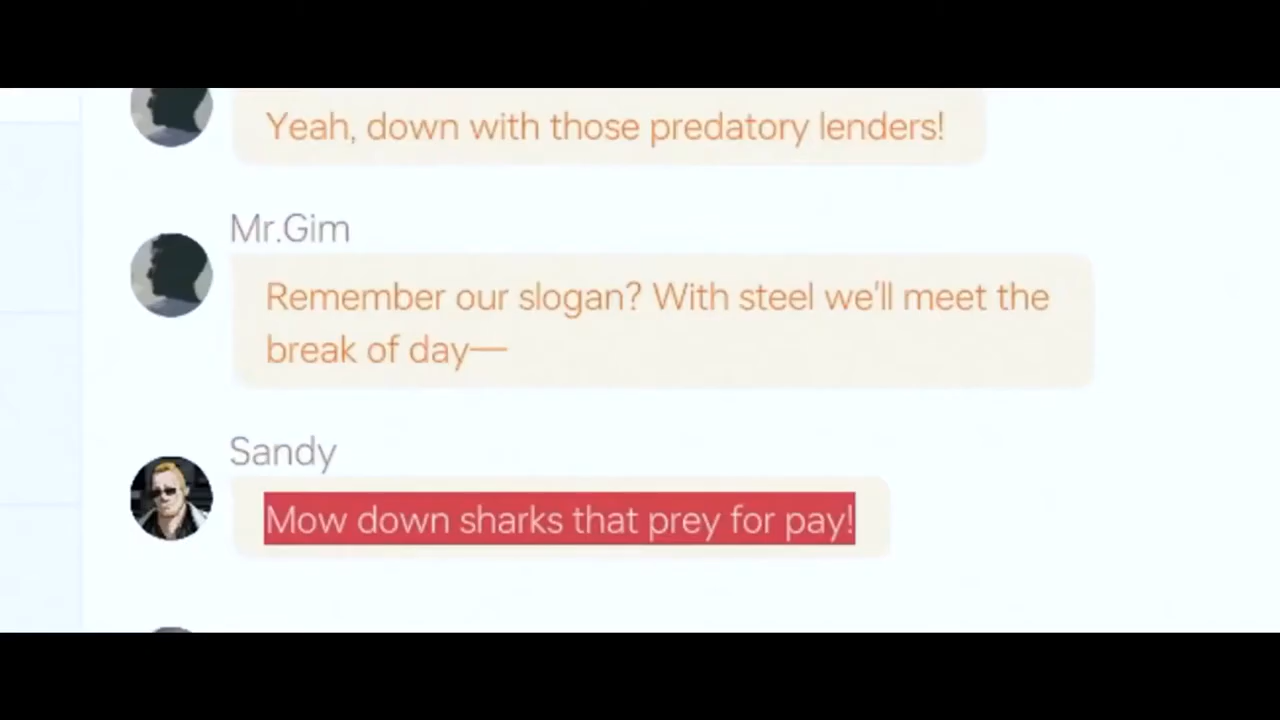 Yeah, down with those predatory lenders!
Mr.Gim
Remember our slogan? With steel we'll meet the
break of day—
Sandy
Mow down sharks that prey for pay!